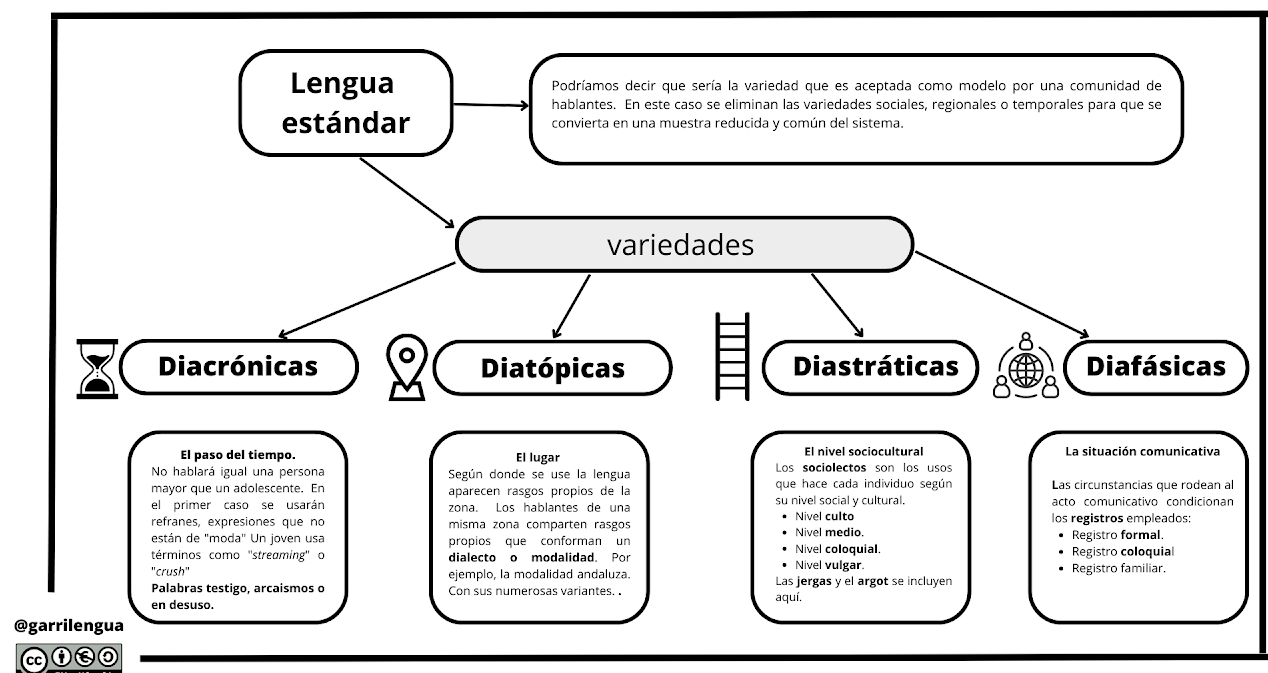 Lengua
estándar
Podríamos decir que sería la variedad que es aceptada como modelo por una comunidad de
hablantes. En este caso se eliminan las variedades sociales, regionales o temporales para que se
convierta en una muestra reducida y común del sistema.
variedades
Diacrónicas
Diatópicas
Diastráticas
Diafásicas
El paso del tiempo.
No hablará igual una persona
mayor que un adolescente. En
el primer caso se usarán
refranes, expresiones que no
están de "moda" Un joven usa
términos como "streaming" o
"crush"
Palabras testigo, arcaismos o
en desuso.
El lugar
Según donde se use la lengua
aparecen rasgos propios de la
zona. Los hablantes de una
misma zona comparten rasgos
propios que conforman un
dialecto o modalidad. Por
ejemplo, la modalidad andaluza.
Con sus numerosas variantes. .
El nivel sociocultural
Los sociolectos son los usos
que hace cada individuo según
su nivel social y cultural.
• Nivel culto
• Nivel medio.
• Nivel coloquial.
• Nivel vulgar.
Las jergas y el argot se incluyen
aquí.
La situación comunicativa
Las circunstancias que rodean al
acto comunicativo condicionan
los registros empleados:
• Registro formal.
• Registro coloquial
• Registro familiar.
@garrilengua
cc